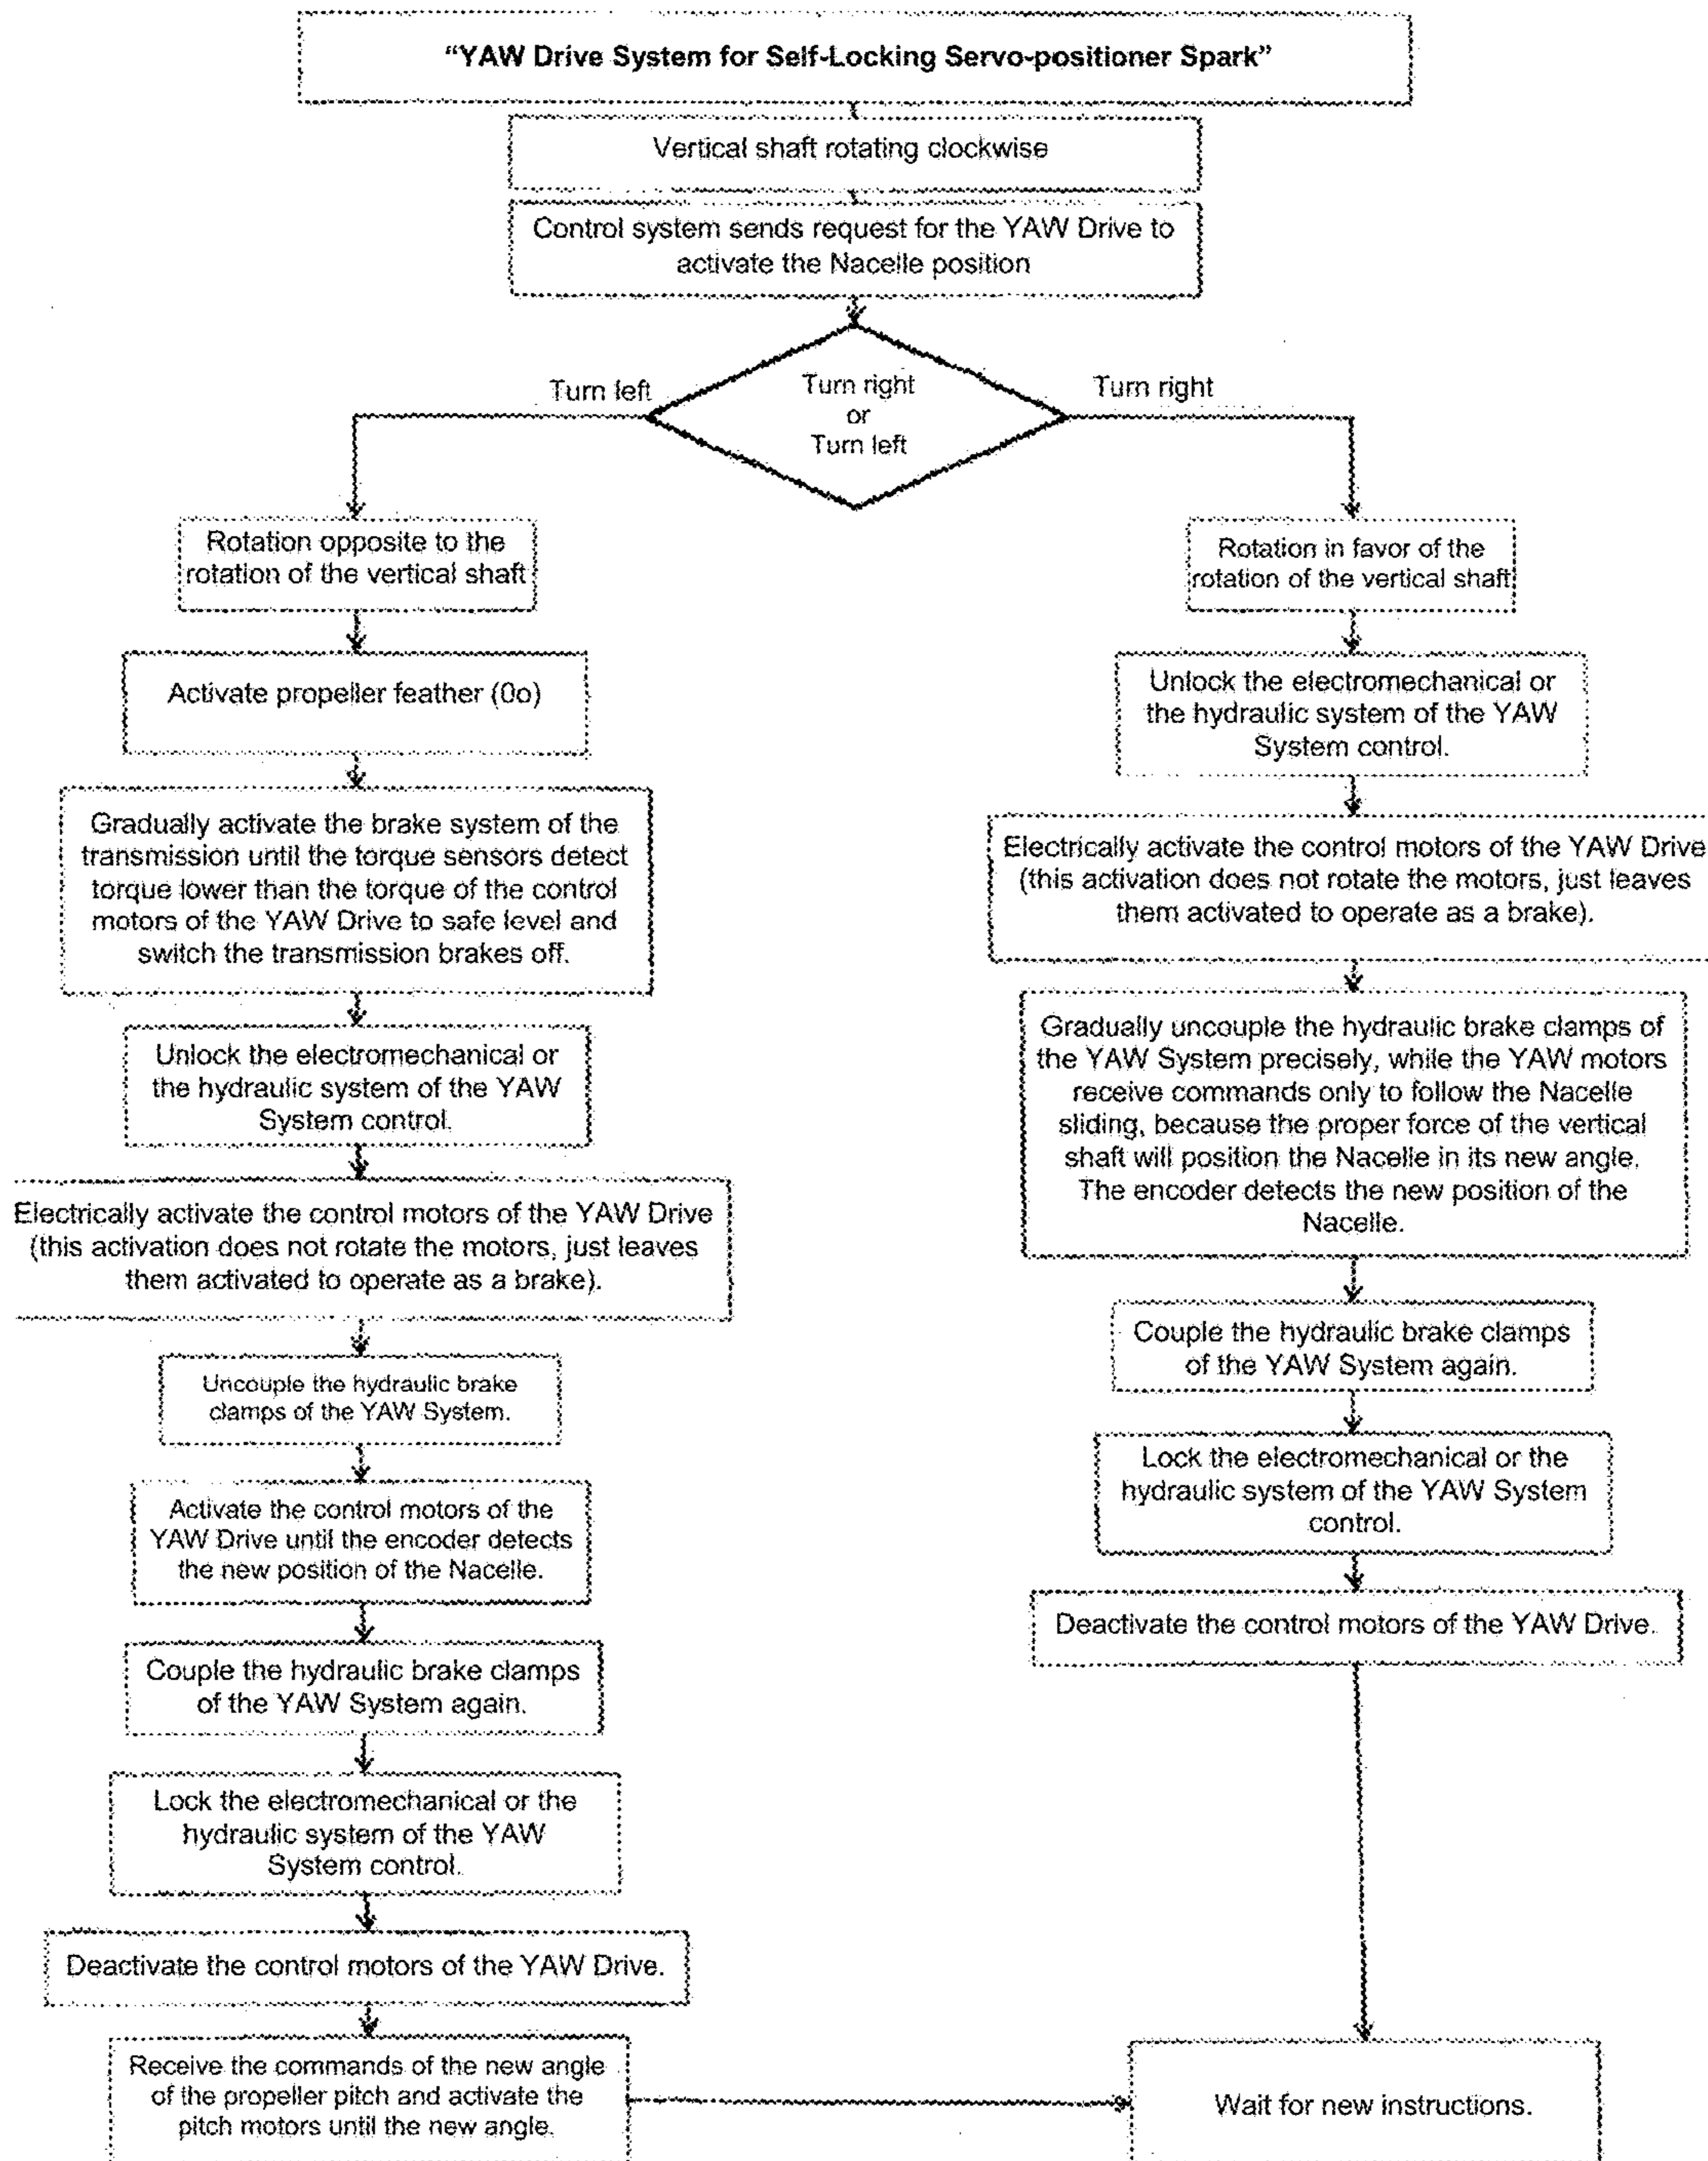 “YAW Drive System for Self-Locking Servo-positioner Spark”
Vertical shaft rotating clockwise
Control system sends request for the YAW Drive to
activate the Nacelle position
Turn right
or
Turn left
Turn left
Rotation opposite to the
rotation of the vertical shaft
Activate propeller feather (0o)
Gradually activate the brake system of the
transmission until the torque sensors detect
torque lower than the torque of the control
motors of the YAW Drive to safe level and
switch the transmission brakes off.
Unlock the electromechanical or
the hydraulic system of the YAW
System control.
Electrically activate the control motors of the YAW Drive
(this activation does not rotate the motors, just leaves
them activated to operate as a brake).
Uncouple the hydraulic brake
clamps of the YAW System.
Activate the control motors of the
YAW Drive until the encoder detects
the new position of the Nacelle.
Couple the hydraulic brake clamps
of the YAW System again.
Lock the electromechanical or the
hydraulic system of the YAW
System control.
Deactivate the control motors of the YAW Drive.
Receive the commands of the new angle
of the propeller pitch and activate the
pitch motors until the new angle.
Turn right
Rotation in favor of the
rotation of the vertical shaft
Unlock the electromechanical or
the hydraulic system of the YAW
System control.
Electrically activate the control motors of the YAW Drive
(this activation does not rotate the motors, just leaves
them activated to operate as a brake).
Gradually uncouple the hydraulic brake clamps of
the YAW System precisely, while the YAW motors
receive commands only to follow the Nacelle
sliding, because the proper force of the vertical
shaft will position the Nacelle in its new angle.
The encoder detects the new position of the
Nacelle.
Couple the hydraulic brake clamps
of the YAW System again.
Lock the electromechanical or the
hydraulic system of the YAW System
control.
Deactivate the control motors of the YAW Drive.
Wait for new instructions.